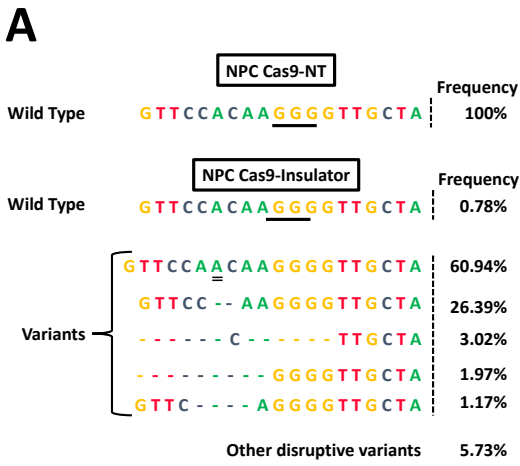 A
NPC Cas9-NT
Frequency
Wild Type GTTCCACAAGGGGTTGCTA 100%
NPC Cas9-Insulator
Frequency
Wild Type GTTCCACAAGGGGTTGCTA 0.78%
GTTCCAACAAGGGGTTGCTA 60.94%
GTTCC--AAGGGGTTGCTA 26.39%
Variants
------C------TTGCTA 3.02%
---------GGGGTTGCTA 1.97%
GTTC----AGGGGTTGCTA 1.17%
Other disruptive variants 5.73%